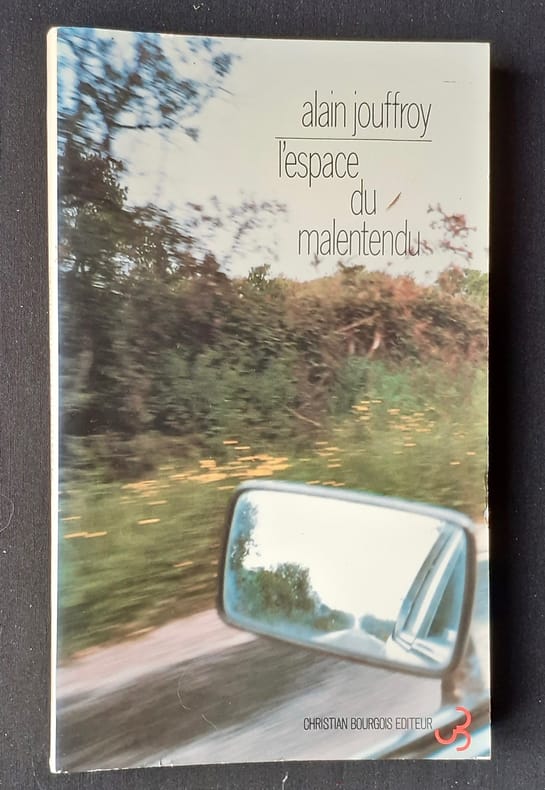 alain jouffroy
l'espace
du
malentendu
CHRISTIAN BOURGOIS EDITEUR